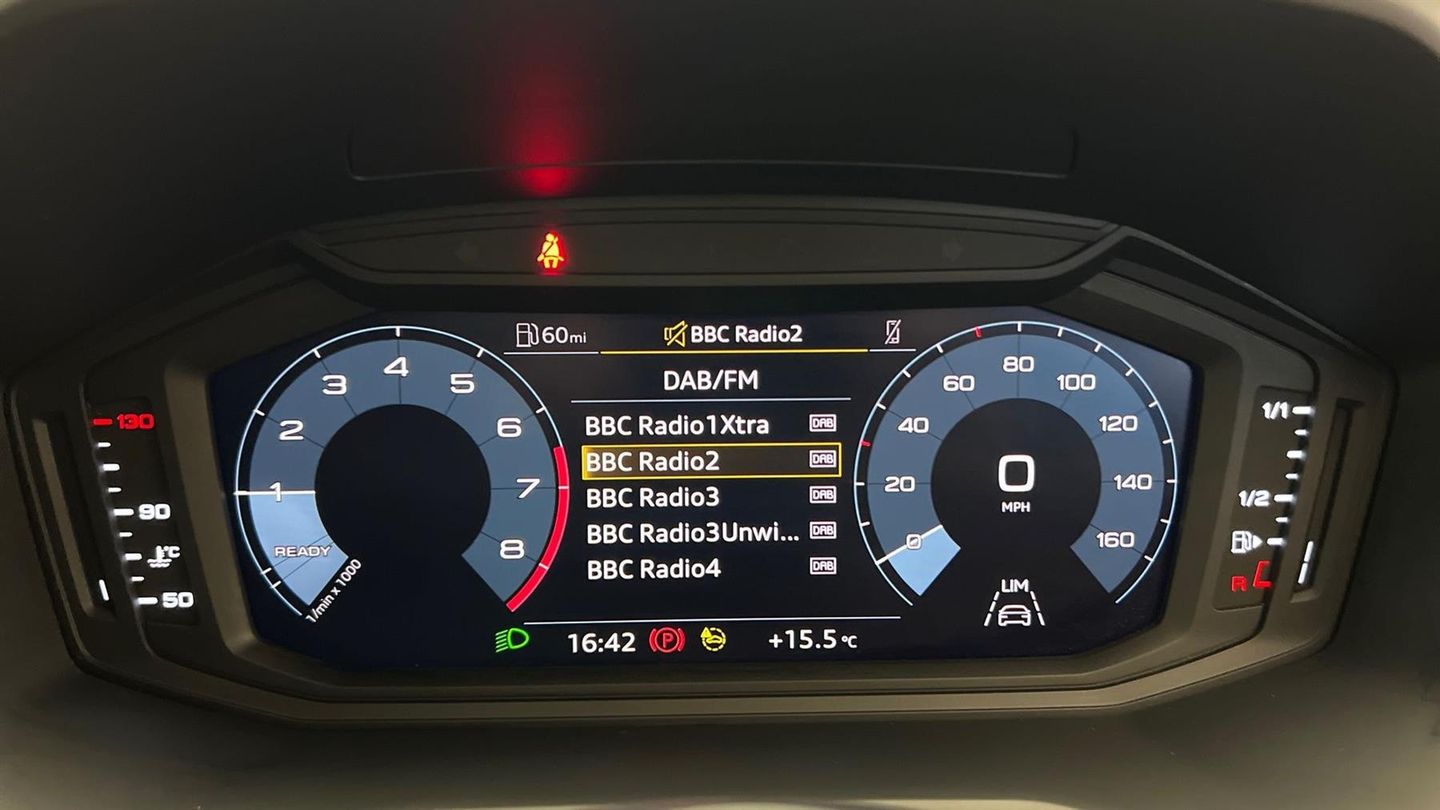 60mi
BBC Radio2
DAB/FM
BBC Radio1Xtra DAB
BBC Radio2 DAB
BBC Radio3 DAB
BBC Radio3Unwi... DAB
BBC Radio4 DAB
16:42
P
+15.5 °C
1
2
3
4
5
6
7
8
READY
1/min x 1000
0
20
40
60
80
100
120
140
160
0
MPH
LIM
130
90
°C
50
1/1
1/2
R